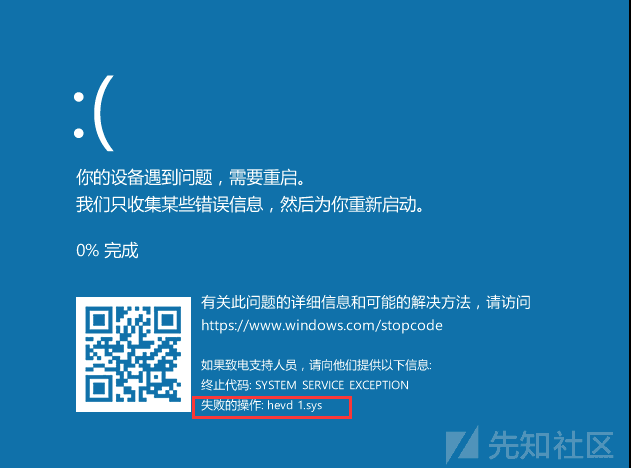 :(
你的设备遇到问题，需要重启。
我们只收集某些错误信息，然后为你重新启动。
0% 完成
有关此问题的详细信息和可能的解决方法，请访问
https://www.windows.com/stopcode
如果致电支持人员，请向他们提供以下信息:
终止代码: SYSTEM SERVICE EXCEPTION
失败的操作: hevd 1.sys
先知社区